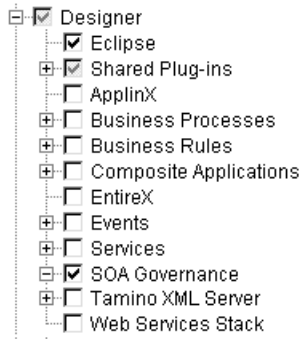 Designer
Eclipse
Shared Plug-ins
ApplinX
Business Processes
Business Rules
Composite Applications
EntireX
Events
Services
SOA Governance
Tamino XML Server
Web Services Stack